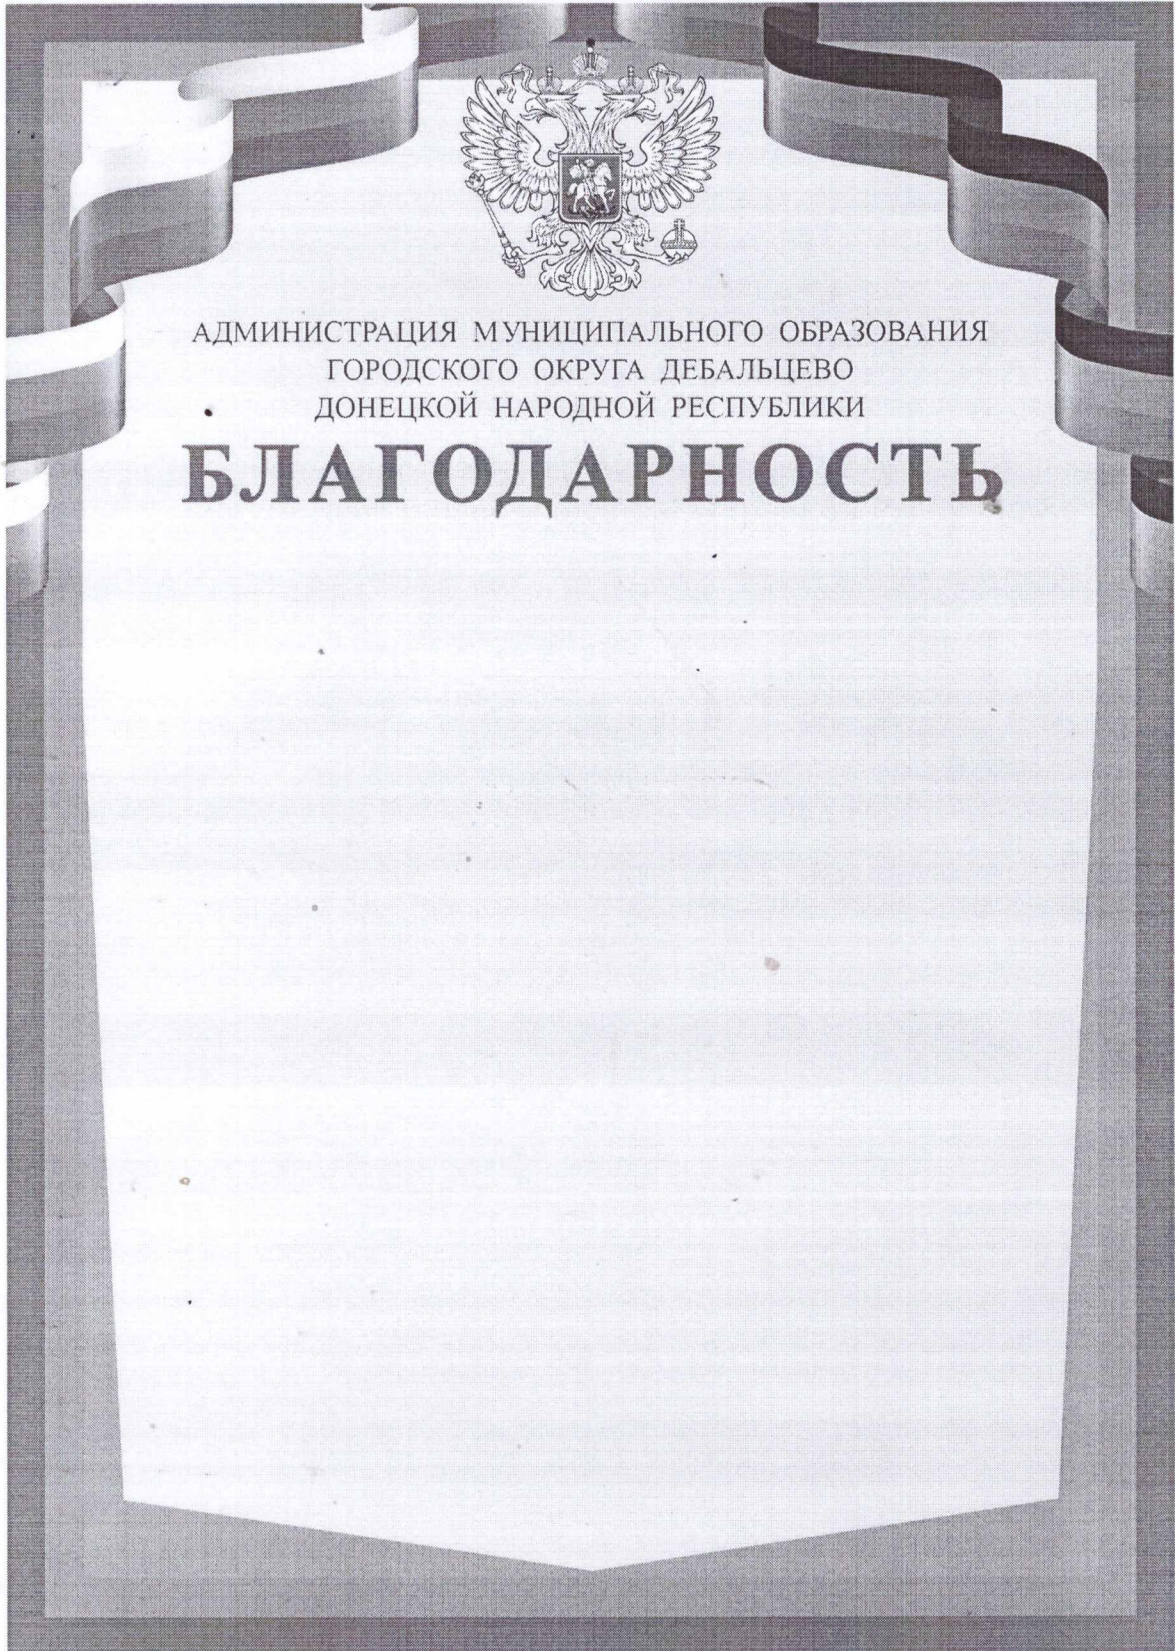 АДМИНИСТРАЦИЯ МУНИЦИПАЛЬНОГО ОБРАЗОВАНИЯ
ГОРОДСКОГО ОКРУГА ДЕБАЛЬЦЕВО
ДОНЕЦКОЙ НАРОДНОЙ РЕСПУБЛИКИ
БЛАГОДАРНОСТЬ